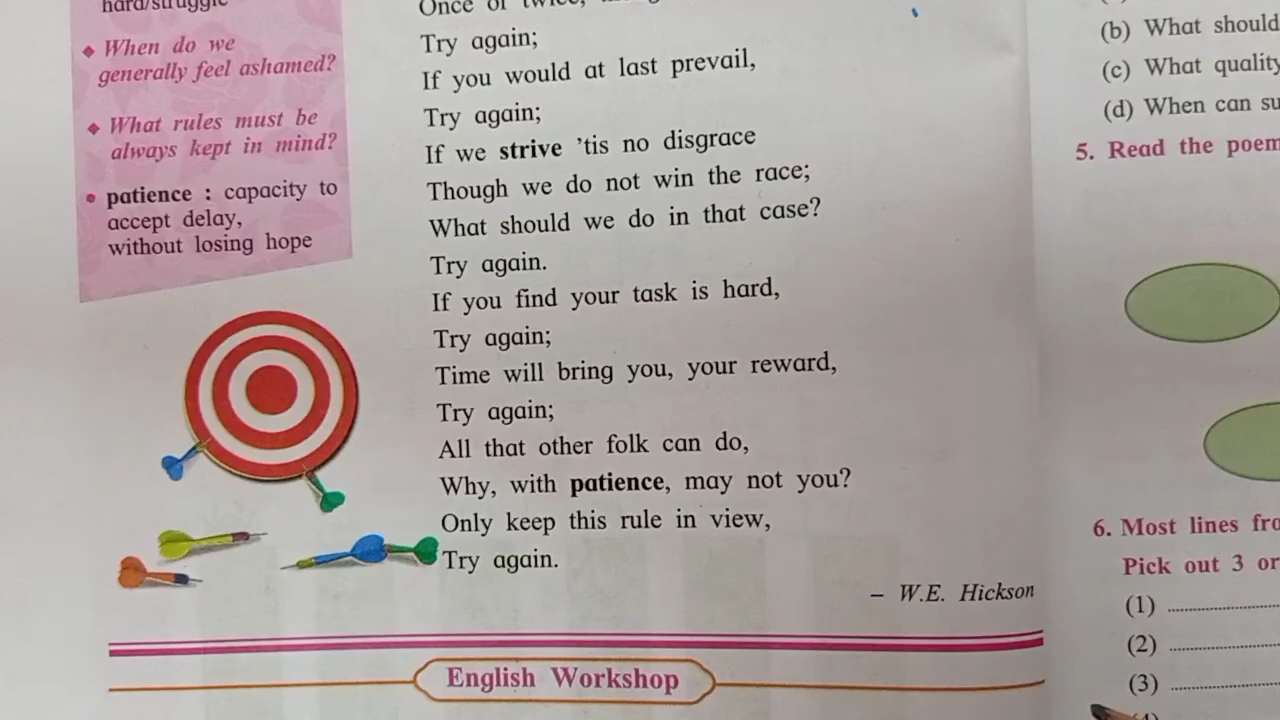 hard/struggle
◆ When do we
generally feel ashamed?
◆ What rules must be
always kept in mind?
• patience : capacity to
accept delay,
without losing hope
Once or twice,
Try again;
If you would at last prevail,
Try again;
If we strive ’tis no disgrace
Though we do not win the race;
What should we do in that case?
Try again.
If you find your task is hard,
Try again;
Time will bring you, your reward,
Try again;
All that other folk can do,
Why, with patience, may not you?
Only keep this rule in view,
Try again.
– W.E. Hickson
English Workshop
(b) What should
(c) What quality
(d) When can su
5. Read the poem
6. Most lines fro
Pick out 3 or
(1)
(2)
(3)